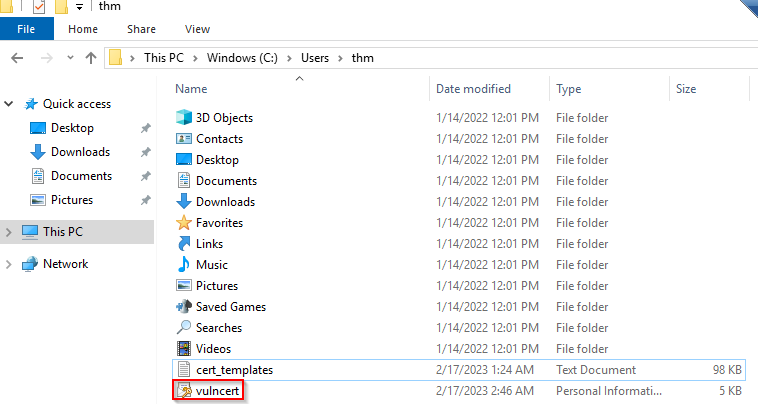 thm
File Home Share View
This PC > Windows (C:) > Users > thm
Name Date modified Type Size
Quick access
Desktop
Downloads
Documents
Pictures
This PC
Network
3D Objects 1/14/2022 12:01 PM File folder
Contacts 1/14/2022 12:01 PM File folder
Desktop 1/14/2022 12:01 PM File folder
Documents 1/14/2022 12:01 PM File folder
Downloads 1/14/2022 12:01 PM File folder
Favorites 1/14/2022 12:01 PM File folder
Links 1/14/2022 12:01 PM File folder
Music 1/14/2022 12:01 PM File folder
Pictures 1/14/2022 12:01 PM File folder
Saved Games 1/14/2022 12:01 PM File folder
Searches 1/14/2022 12:01 PM File folder
Videos 1/14/2022 12:01 PM File folder
cert_templates 2/17/2023 1:24 AM Text Document 98 KB
vulncert 2/17/2023 2:46 AM Personal Informati... 5 KB